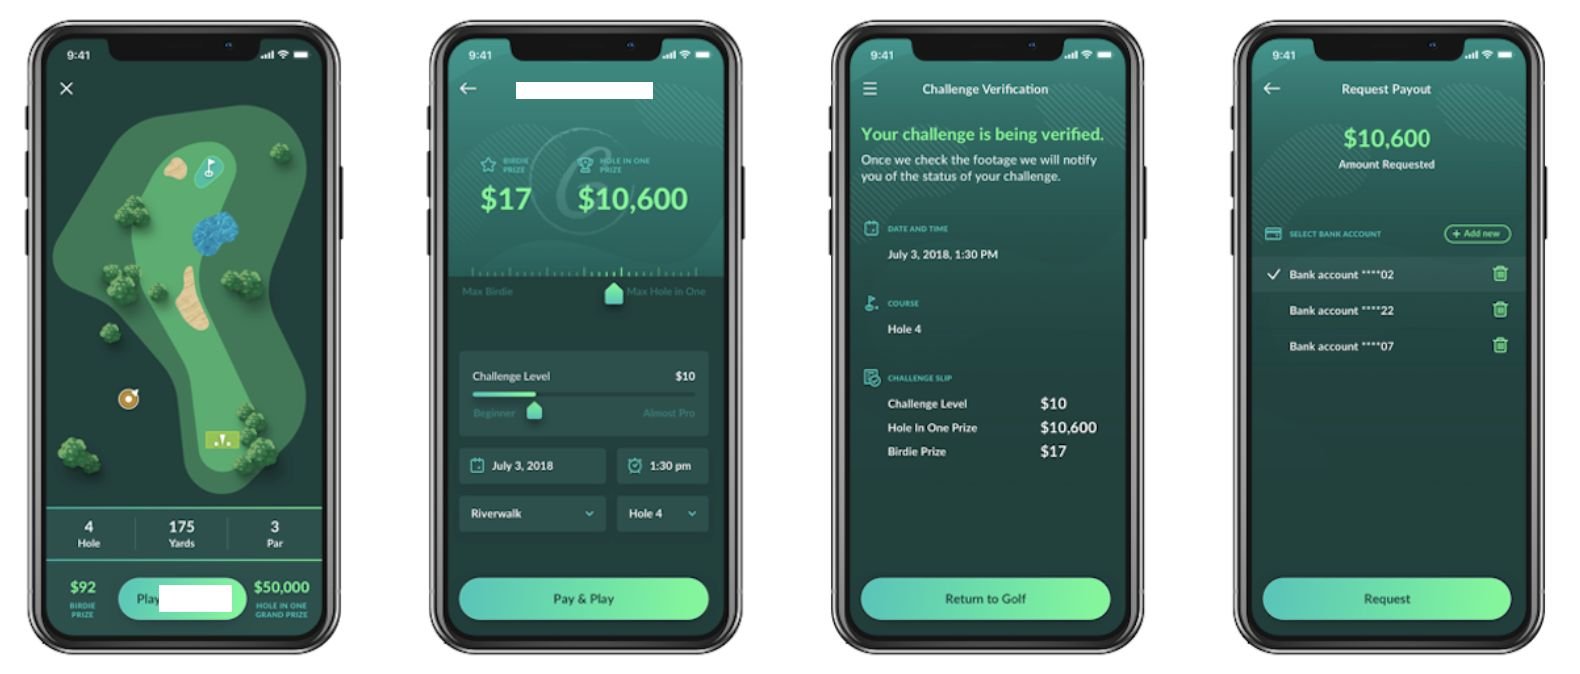 9:41
4
Hole
175
Yards
3
Par
$92
BIRDIE
PRIZE
Play
$50,000
HOLE IN ONE
GRAND PRIZE
9:41
BIRDIE
PRIZE
$17
HOLE IN ONE
PRIZE
$10,600
Max Birdie
Max Hole in One
Challenge Level
$10
Beginner
Almost Pro
July 3, 2018
1:30 pm
Riverwalk
Hole 4
Pay & Play
9:41
Challenge Verification
Your challenge is being verified.
Once we check the footage we will notify
you of the status of your challenge.
DATE AND TIME
July 3, 2018, 1:30 PM
COURSE
Hole 4
CHALLENGE SLIP
Challenge Level $10
Hole In One Prize $10,600
Birdie Prize $17
Return to Golf
9:41
Request Payout
$10,600
Amount Requested
SELECT BANK ACCOUNT
+ Add new
Bank account ****02
Bank account ****22
Bank account ****07
Request